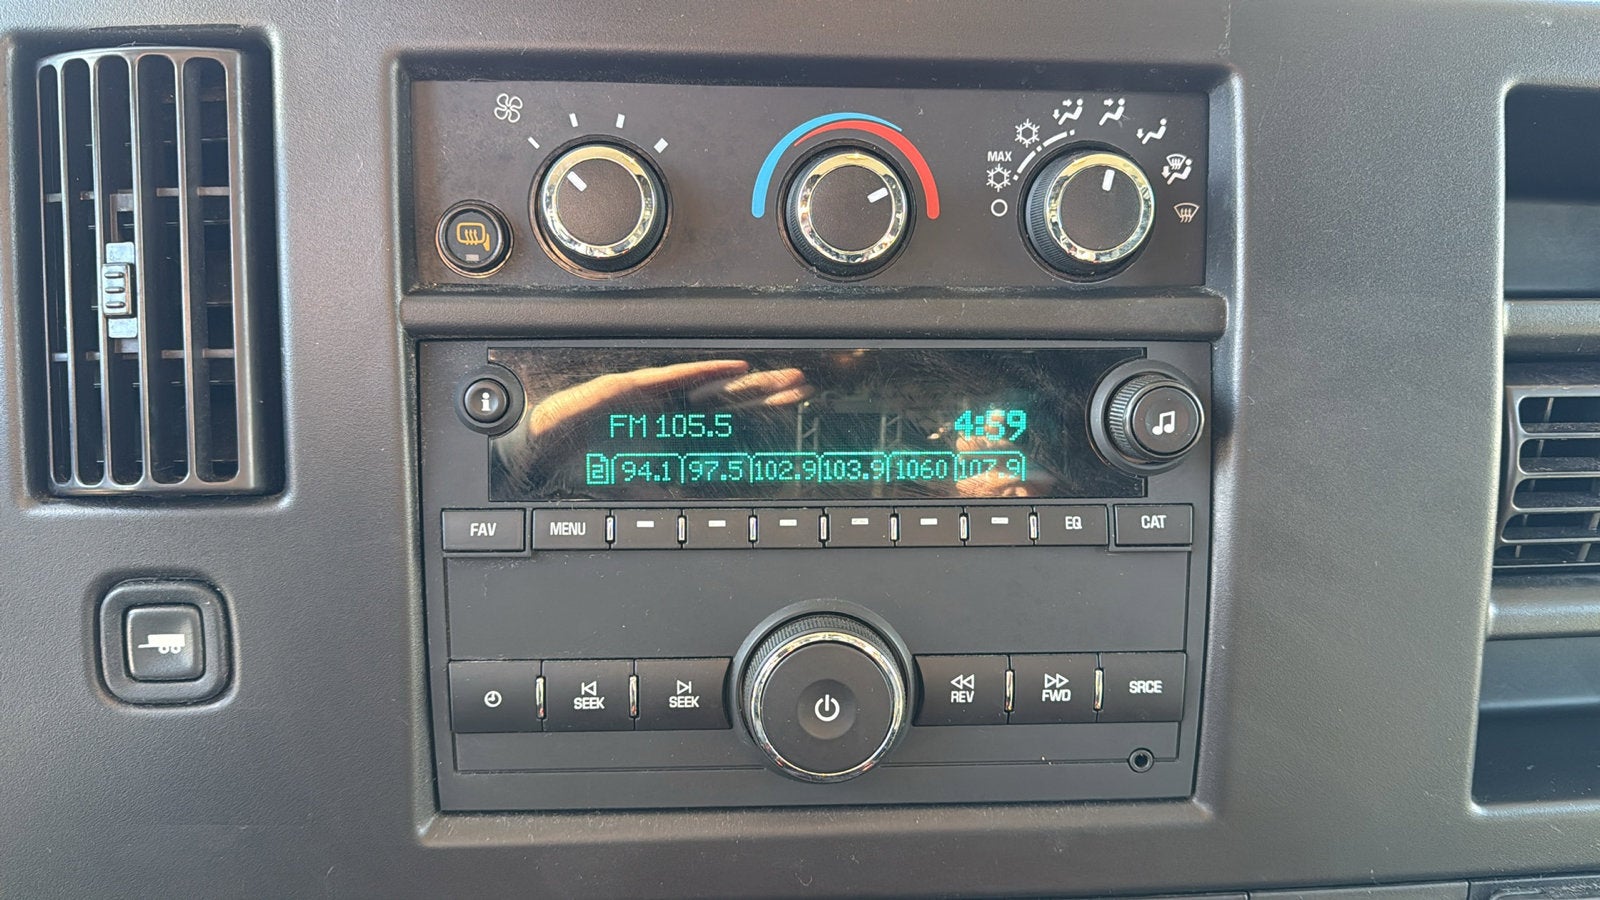 MAX
i
FM 105.5 4:59
2 94.1 97.5 102.9 103.9 1060 107.9
FAV MENU EQ CAT
SEEK SEEK REV FWD SRCE